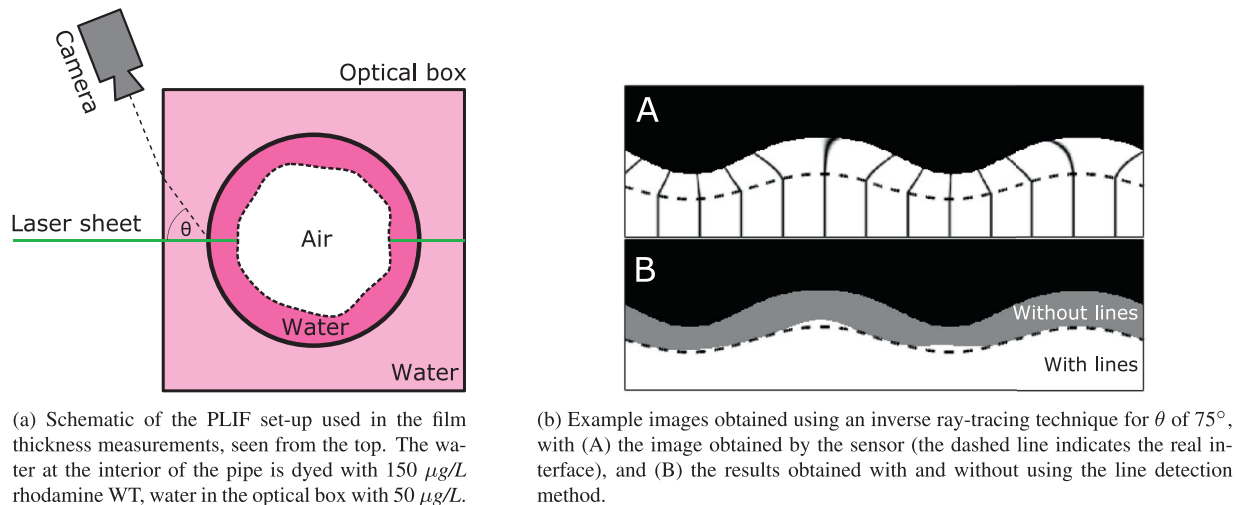 Camera
Optical box
Laser sheet
θ
Air
Water
Water
(a) Schematic of the PLIF set-up used in the film
thickness measurements, seen from the top. The wa-
ter at the interior of the pipe is dyed with 150 μg/L
rhodamine WT, water in the optical box with 50 μg/L.
A
B
Without lines
With lines
(b) Example images obtained using an inverse ray-tracing technique for θ of 75°,
with (A) the image obtained by the sensor (the dashed line indicates the real in-
terface), and (B) the results obtained with and without using the line detection
method.